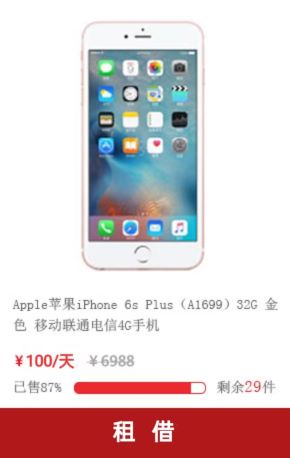 Apple苹果iPhone 6s Plus（A1699）32G 金
色 移动联通电信4G手机
¥100/天 ¥6988
已售87% 剩余29件
租 借